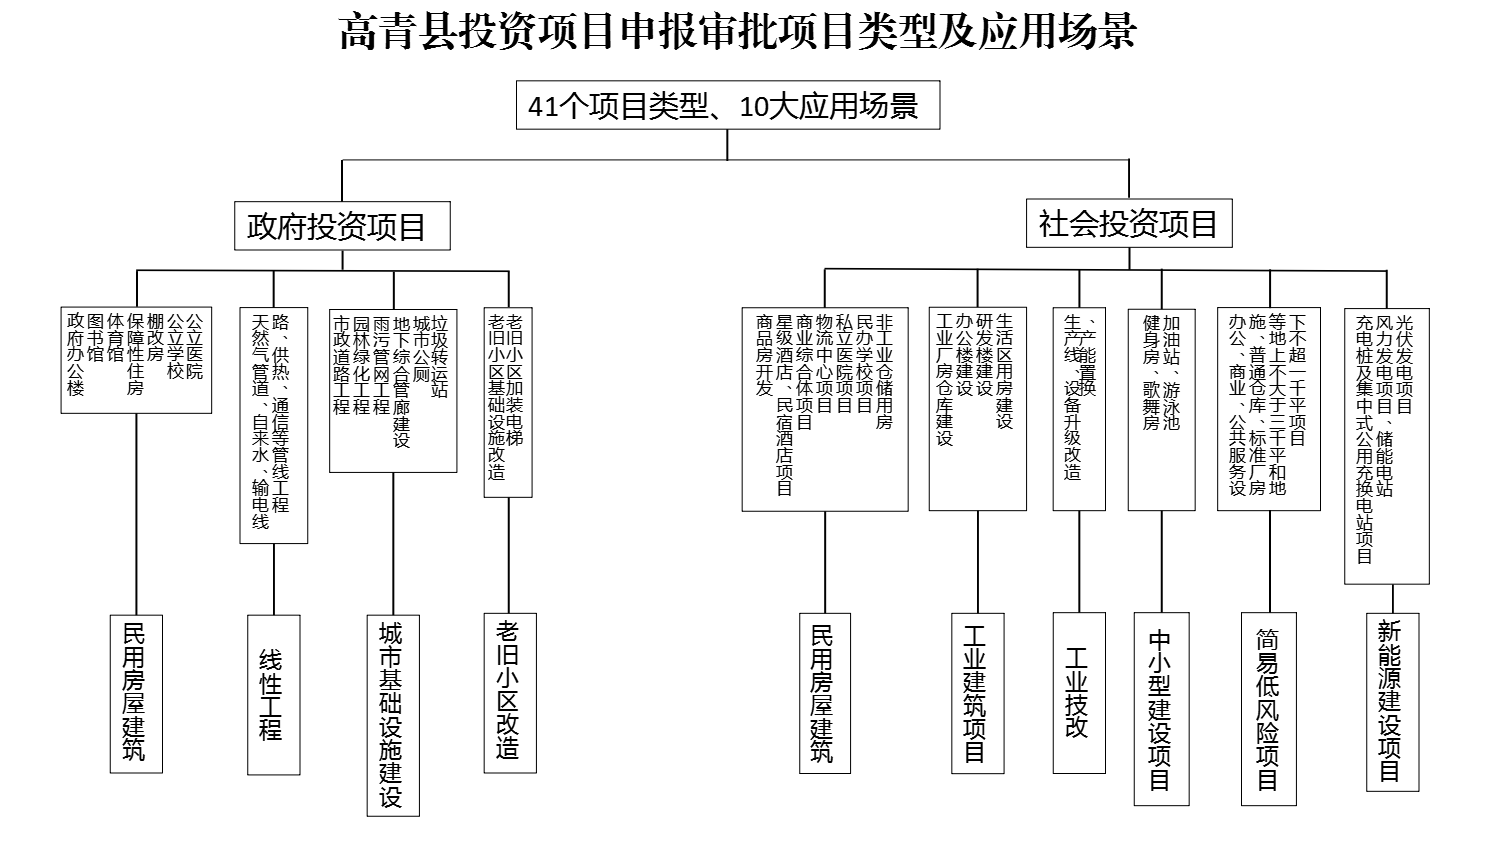 高青县投资项目申报审批项目类型及应用场景
41个项目类型、10大应用场景
政府投资项目
社会投资项目
政府办公楼
图书馆
体育馆
保障性住房
棚改房
公立学校
公立医院
天然气管道、自来水、输电线
路、供热、通信等管线工程
市政道路工程
园林绿化工程
雨污管网工程
地下综合管廊建设
城市公厕
垃圾转运站
老旧小区基础设施改造
老旧小区加装电梯
商品房开发
星级酒店、民宿酒店项目
商业综合体项目
物流中心项目
私立医院项目
民办学校项目
非工业仓储用房
工业厂房仓库建设
办公楼建设
研发楼建设
生活区用房建设
生产线、设备升级改造
、产能置换
健身房、歌舞房
加油站、游泳池
办公、商业、公共服务设
施、普通仓库、标准厂房
等地上不大于三千平和地
下不超一千平项目
充电桩及集中式公用充换电站项目
风力发电项目、储能电站
光伏发电项目
民用房屋建筑
线性工程
城市基础设施建设
老旧小区改造
民用房屋建筑
工业建筑项目
工业技改
中小型建设项目
简易低风险项目
新能源建设项目